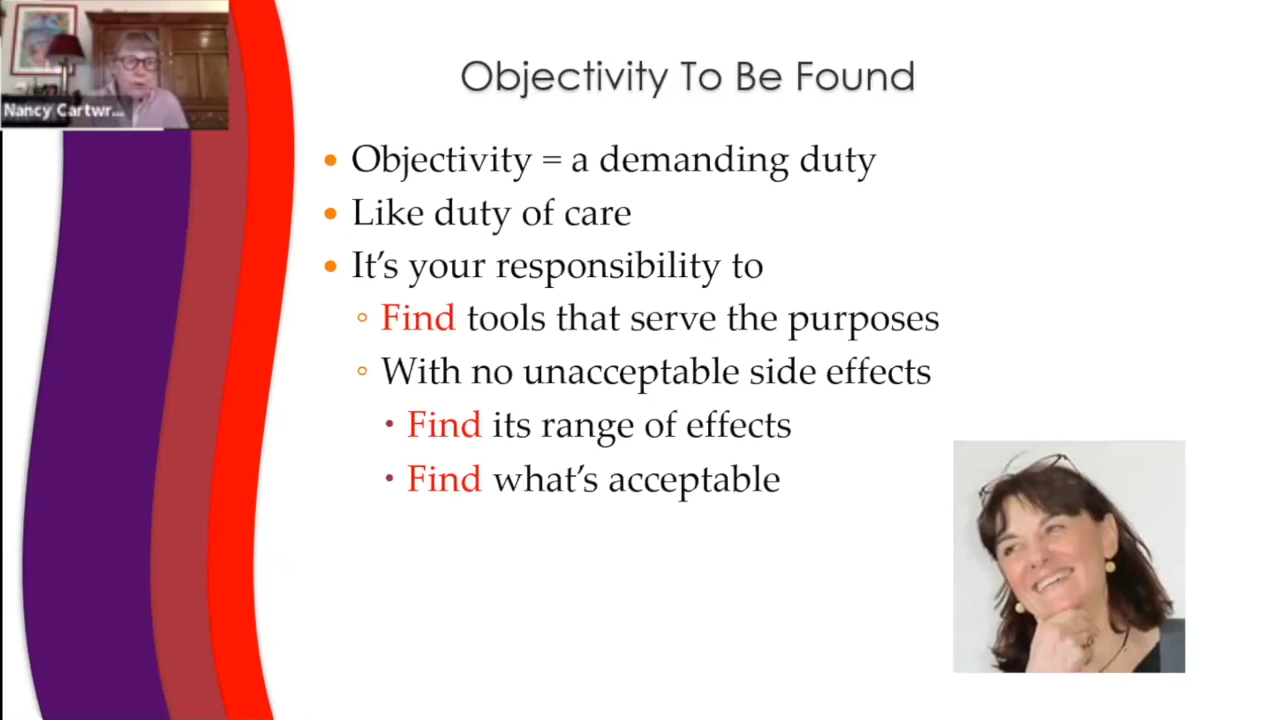 Nancy Cartwr...
Objectivity To Be Found
Objectivity = a demanding duty
Like duty of care
It's your responsibility to
Find tools that serve the purposes
With no unacceptable side effects
Find its range of effects
Find what's acceptable